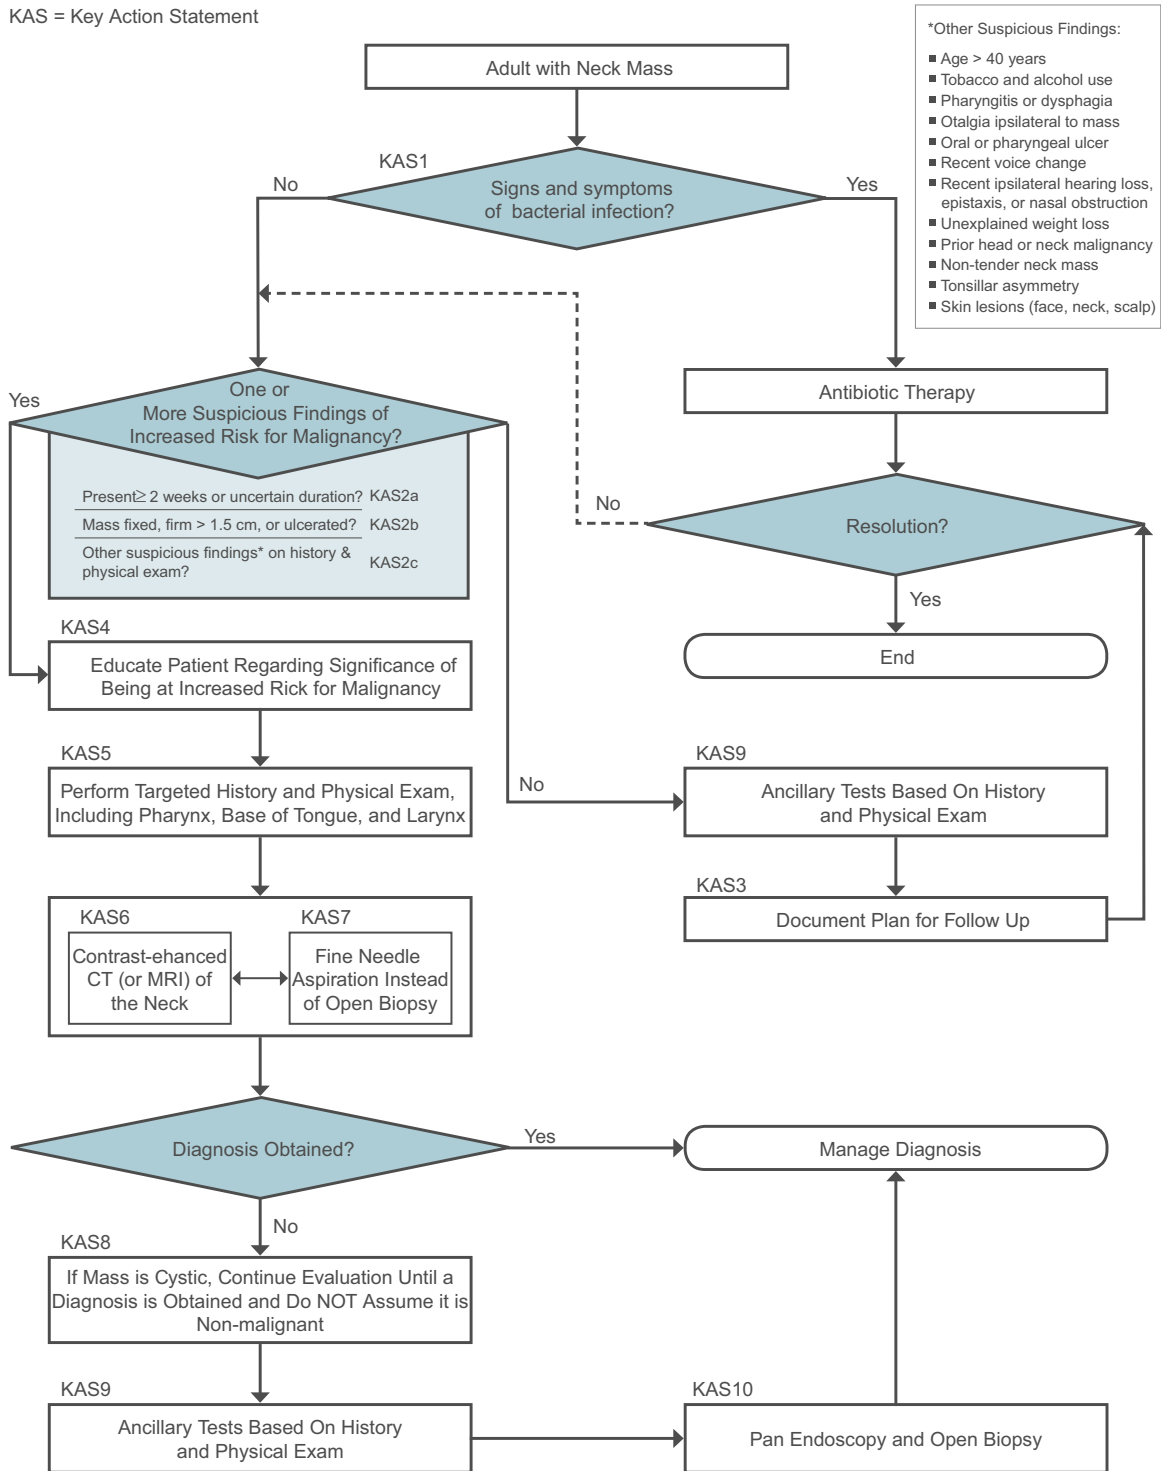 KAS = Key Action Statement
*Other Suspicious Findings:
■ Age > 40 years
■ Tobacco and alcohol use
■ Pharyngitis or dysphagia
■ Otalgia ipsilateral to mass
■ Oral or pharyngeal ulcer
■ Recent voice change
■ Recent ipsilateral hearing loss,
epistaxis, or nasal obstruction
■ Unexplained weight loss
■ Prior head or neck malignancy
■ Non-tender neck mass
■ Tonsillar asymmetry
■ Skin lesions (face, neck, scalp)
Adult with Neck Mass
KAS1
Signs and symptoms
of bacterial infection?
No
Yes
One or
More Suspicious Findings of
Increased Risk for Malignancy?
Yes
Present≥ 2 weeks or uncertain duration? KAS2a
Mass fixed, firm > 1.5 cm, or ulcerated? KAS2b
Other suspicious findings* on history &
physical exam?
KAS2c
Antibiotic Therapy
No
Resolution?
Yes
End
KAS4
Educate Patient Regarding Significance of
Being at Increased Rick for Malignancy
KAS5
Perform Targeted History and Physical Exam,
Including Pharynx, Base of Tongue, and Larynx
No
KAS9
Ancillary Tests Based On History
and Physical Exam
KAS3
Document Plan for Follow Up
KAS6
Contrast-ehanced
CT (or MRI) of
the Neck
KAS7
Fine Needle
Aspiration Instead
of Open Biopsy
Diagnosis Obtained?
Yes
Manage Diagnosis
No
KAS8
If Mass is Cystic, Continue Evaluation Until a
Diagnosis is Obtained and Do NOT Assume it is
Non-malignant
KAS9
Ancillary Tests Based On History
and Physical Exam
KAS10
Pan Endoscopy and Open Biopsy